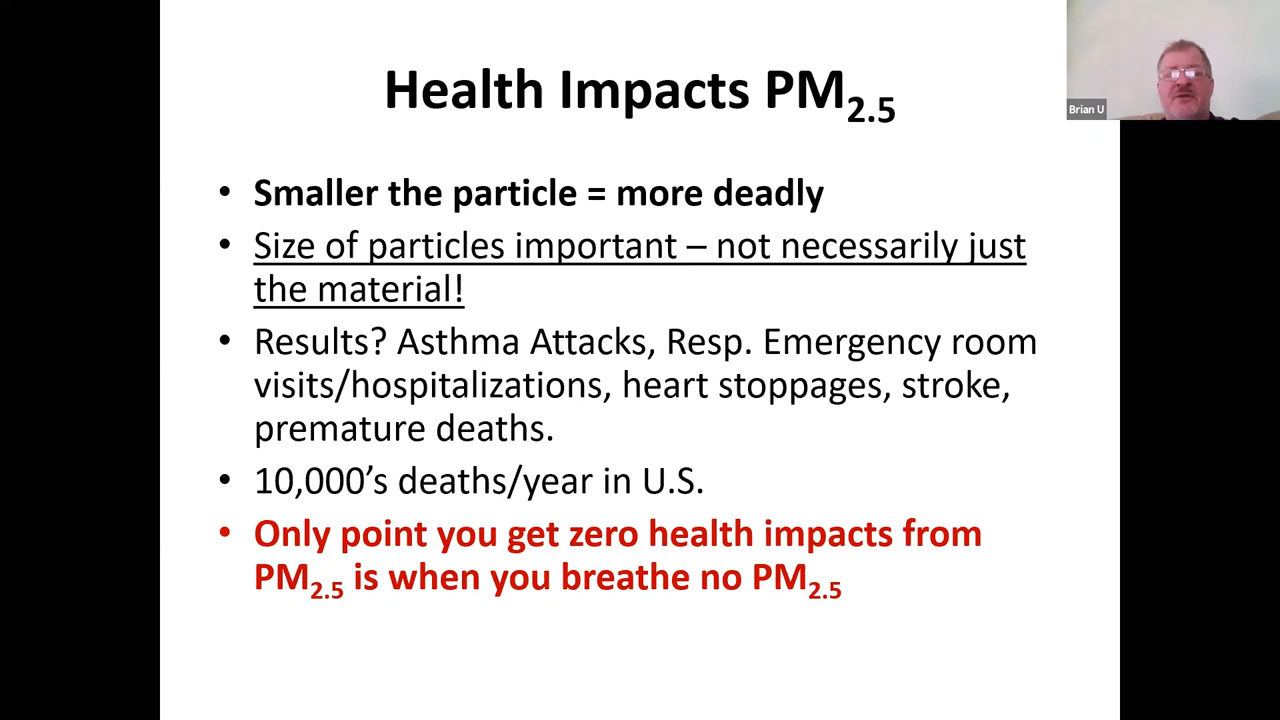 Health Impacts PM2.5
Brian U
• Smaller the particle = more deadly
• Size of particles important – not necessarily just
the material!
• Results? Asthma Attacks, Resp. Emergency room
visits/hospitalizations, heart stoppages, stroke,
premature deaths.
• 10,000’s deaths/year in U.S.
• Only point you get zero health impacts from
PM2.5 is when you breathe no PM2.5